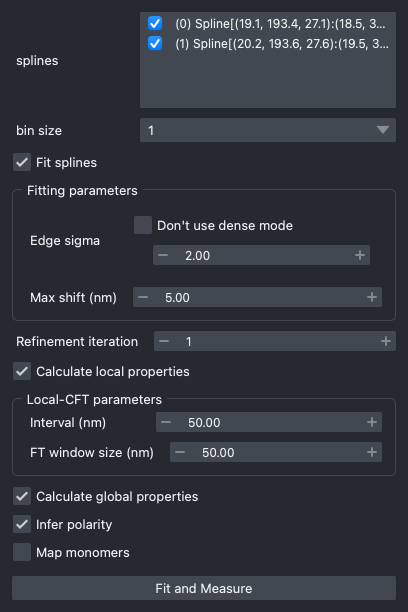 splines
(0) Spline[(19.1, 193.4, 27.1):(18.5, 3...
(1) Spline[(20.2, 193.6, 27.6):(19.5, 3...
bin size
1
Fit splines
Fitting parameters
Edge sigma
Don't use dense mode
2.00
Max shift (nm)
5.00
Refinement iteration
1
Calculate local properties
Local-CFT parameters
Interval (nm)
50.00
FT window size (nm)
50.00
Calculate global properties
Infer polarity
Map monomers
Fit and Measure